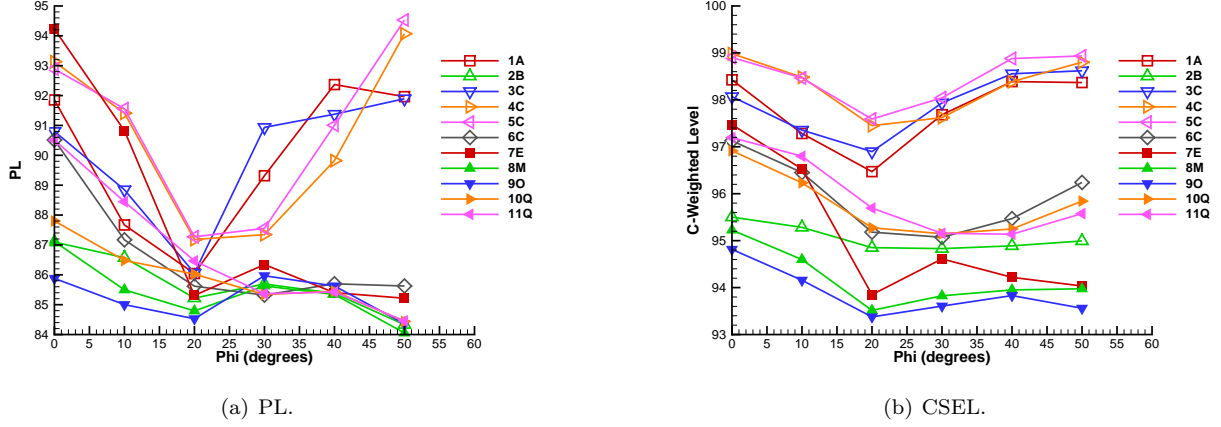 95
94
93
92
91
90
89
88
87
86
85
84
PL
0 5 10 15 20 25 30 35 40 45 50 55 60
Phi (degrees)
1A
2B
3C
4C
5C
6C
7E
8M
9O
10Q
11Q
(a) PL.
100
99
98
97
96
95
94
93
C-Weighted Level
0 5 10 15 20 25 30 35 40 45 50 55 60
Phi (degrees)
1A
2B
3C
4C
5C
6C
7E
8M
9O
10Q
11Q
(b) CSEL.